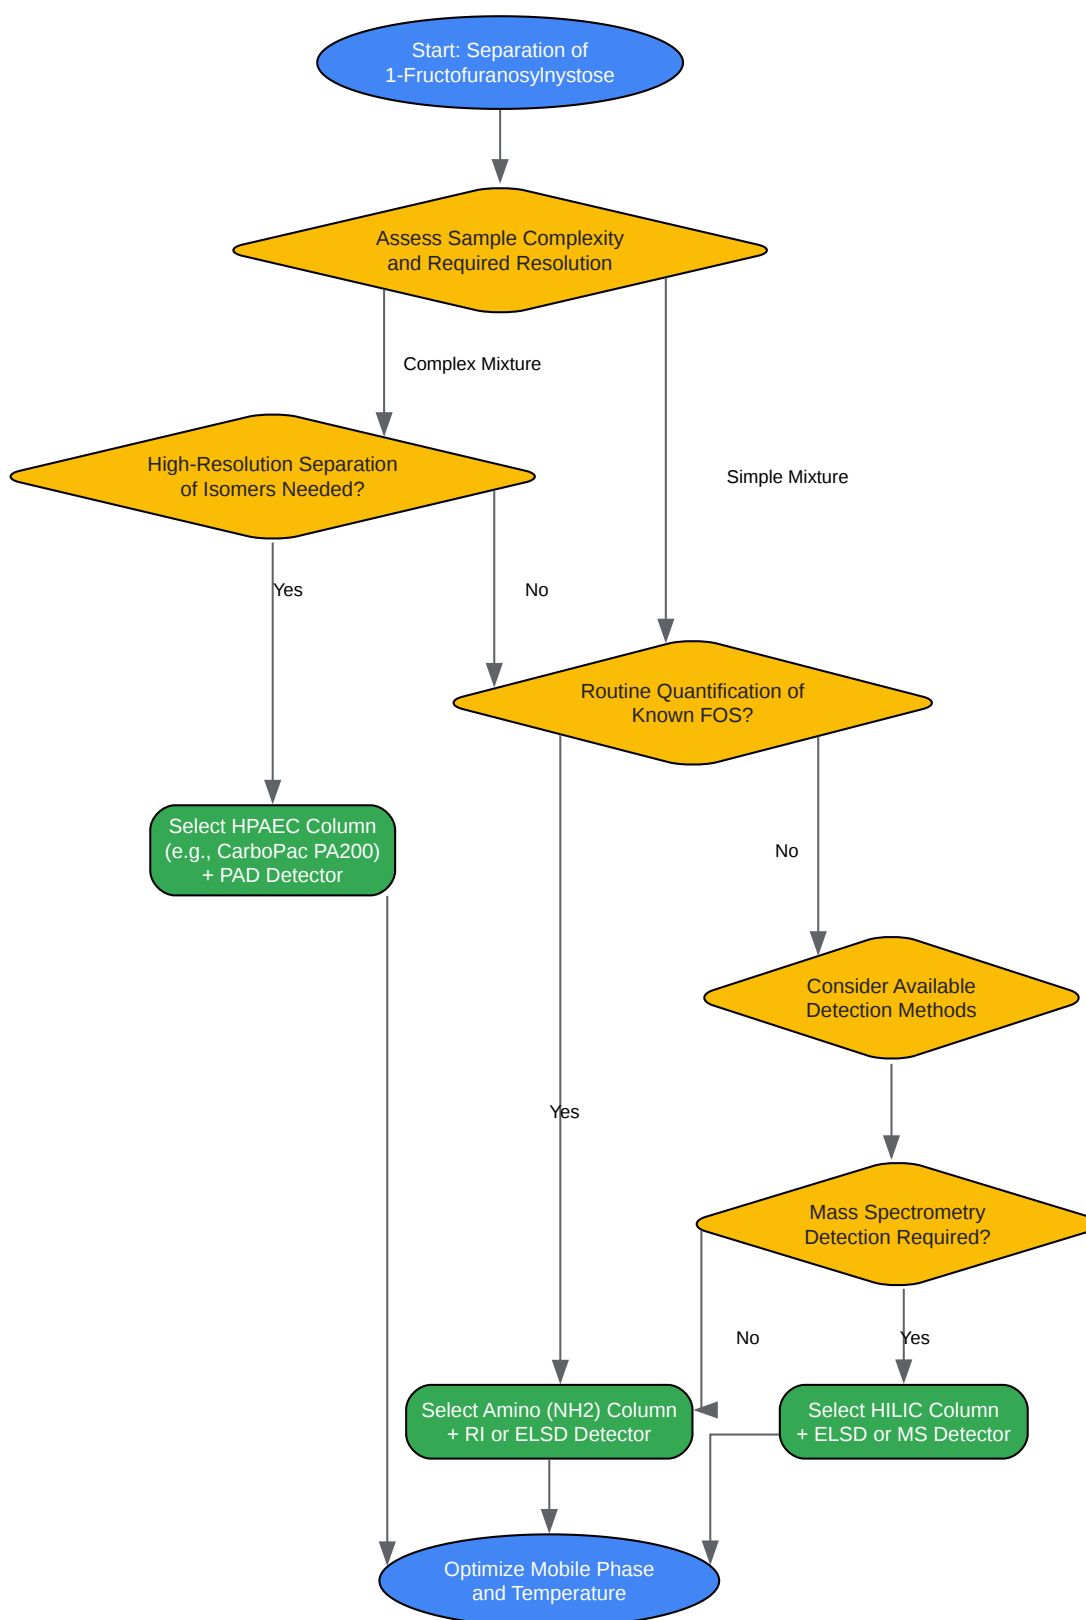 Start: Separation of
1-Fructofuranosylnystose
Assess Sample Complexity
and Required Resolution
Complex Mixture
High-Resolution Separation
of Isomers Needed?
Simple Mixture
Yes
No
Routine Quantification of
Known FOS?
Select HPAEC Column
(e.g., CarboPac PA200)
+ PAD Detector
No
Consider Available
Detection Methods
Yes
Mass Spectrometry
Detection Required?
No
Yes
Select Amino (NH2) Column
+ RI or ELSD Detector
Select HILIC Column
+ ELSD or MS Detector
Optimize Mobile Phase
and Temperature